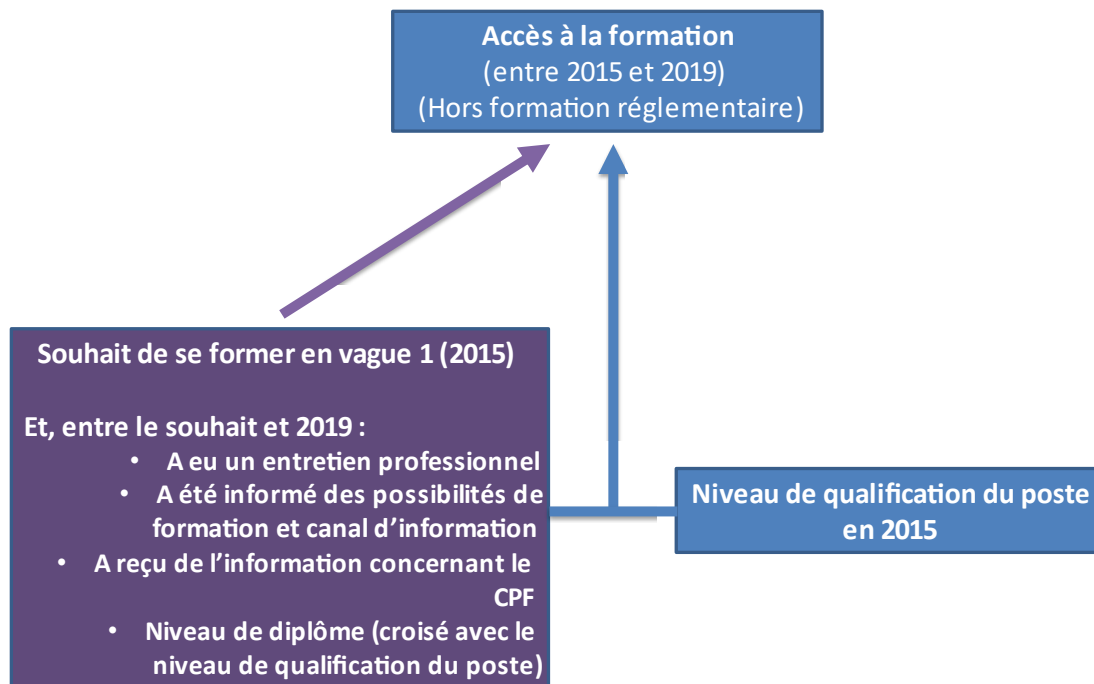 Accès à la formation
(entre 2015 et 2019)
(Hors formation réglementaire)
Souhait de se former en vague 1 (2015)
Et, entre le souhait et 2019 :
• A eu un entretien professionnel
• A été informé des possibilités de
formation et canal d'information
• A reçu de l'information concernant le
CPF
• Niveau de diplôme (croisé avec le
niveau de qualification du poste)
Niveau de qualification du poste
en 2015